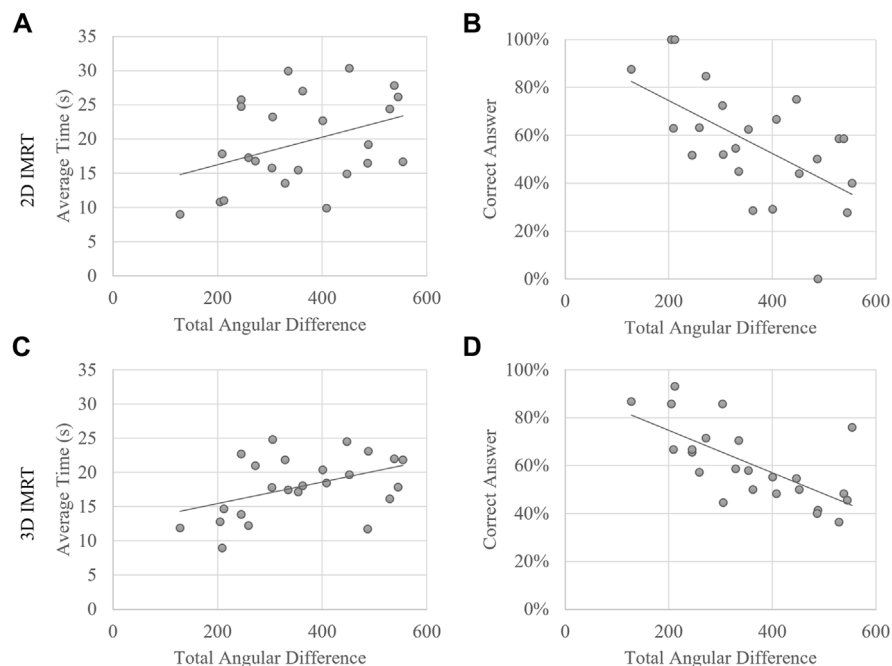 A
2D IMRT
Average Time (s)
35
30
25
20
15
10
5
0
0 200 400 600
Total Angular Difference
B
Correct Answer
100%
80%
60%
40%
20%
0%
0 200 400 600
Total Angular Difference
C
3D IMRT
Average Time (s)
35
30
25
20
15
10
5
0
0 200 400 600
Total Angular Difference
D
Correct Answer
100%
80%
60%
40%
20%
0%
0 200 400 600
Total Angular Difference